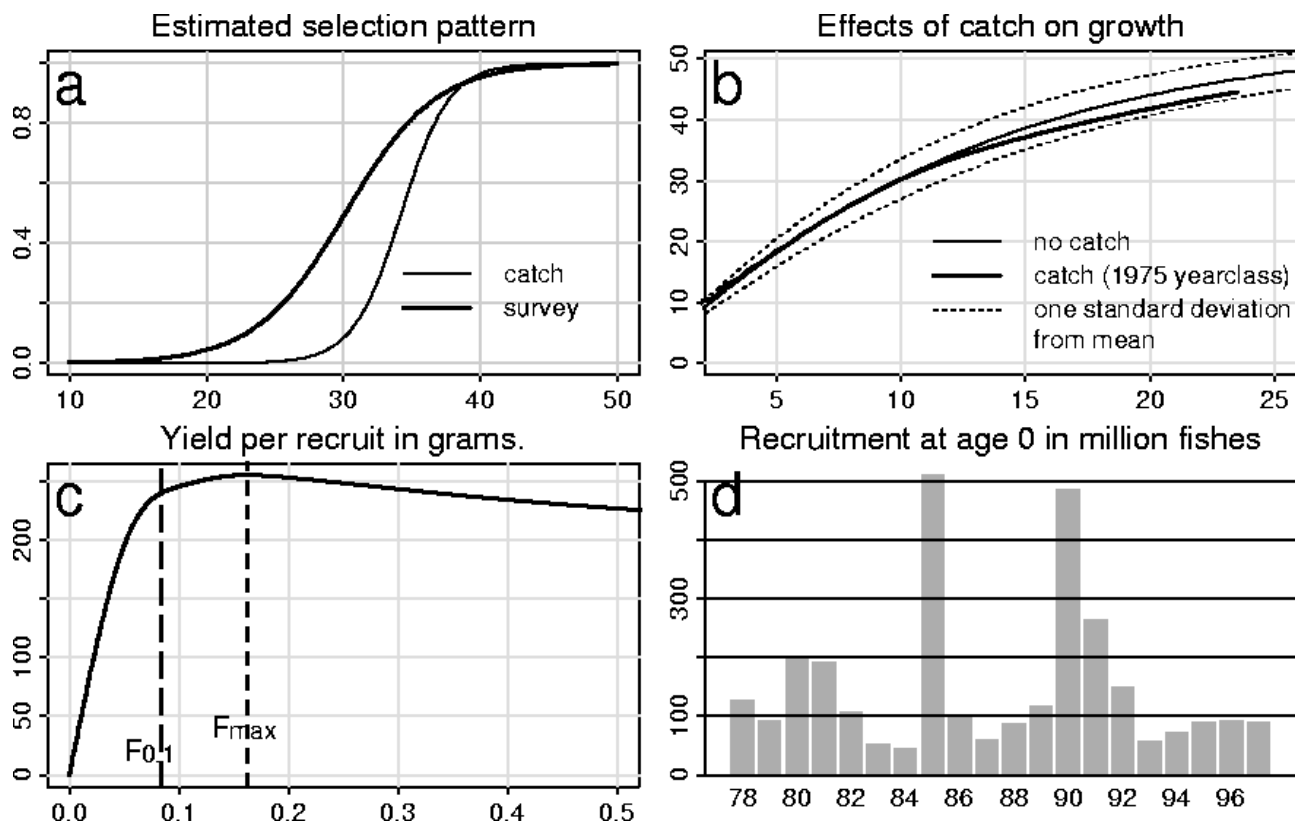 Estimated selection pattern
a
0.0 0.4 0.8
catch
survey
10 20 30 40 50
Effects of catch on growth
b
0 10 20 30 40 50
no catch
catch (1975 yearclass)
one standard deviation
from mean
5 10 15 20 25
Yield per recruit in grams.
c
0 50 100 200
F0.1
Fmax
0.0 0.1 0.2 0.3 0.4 0.5
Recruitment at age 0 in million fishes
d
0 100 300 500
78 80 82 84 86 88 90 92 94 96